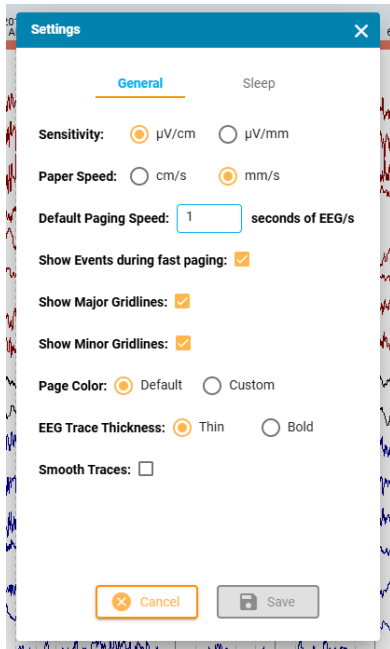 Settings
General Sleep
Sensitivity: µV/cm µV/mm
Paper Speed: cm/s mm/s
Default Paging Speed: 1 seconds of EEG/s
Show Events during fast paging:
Show Major Gridlines:
Show Minor Gridlines:
Page Color: Default Custom
EEG Trace Thickness: Thin Bold
Smooth Traces:
Cancel Save